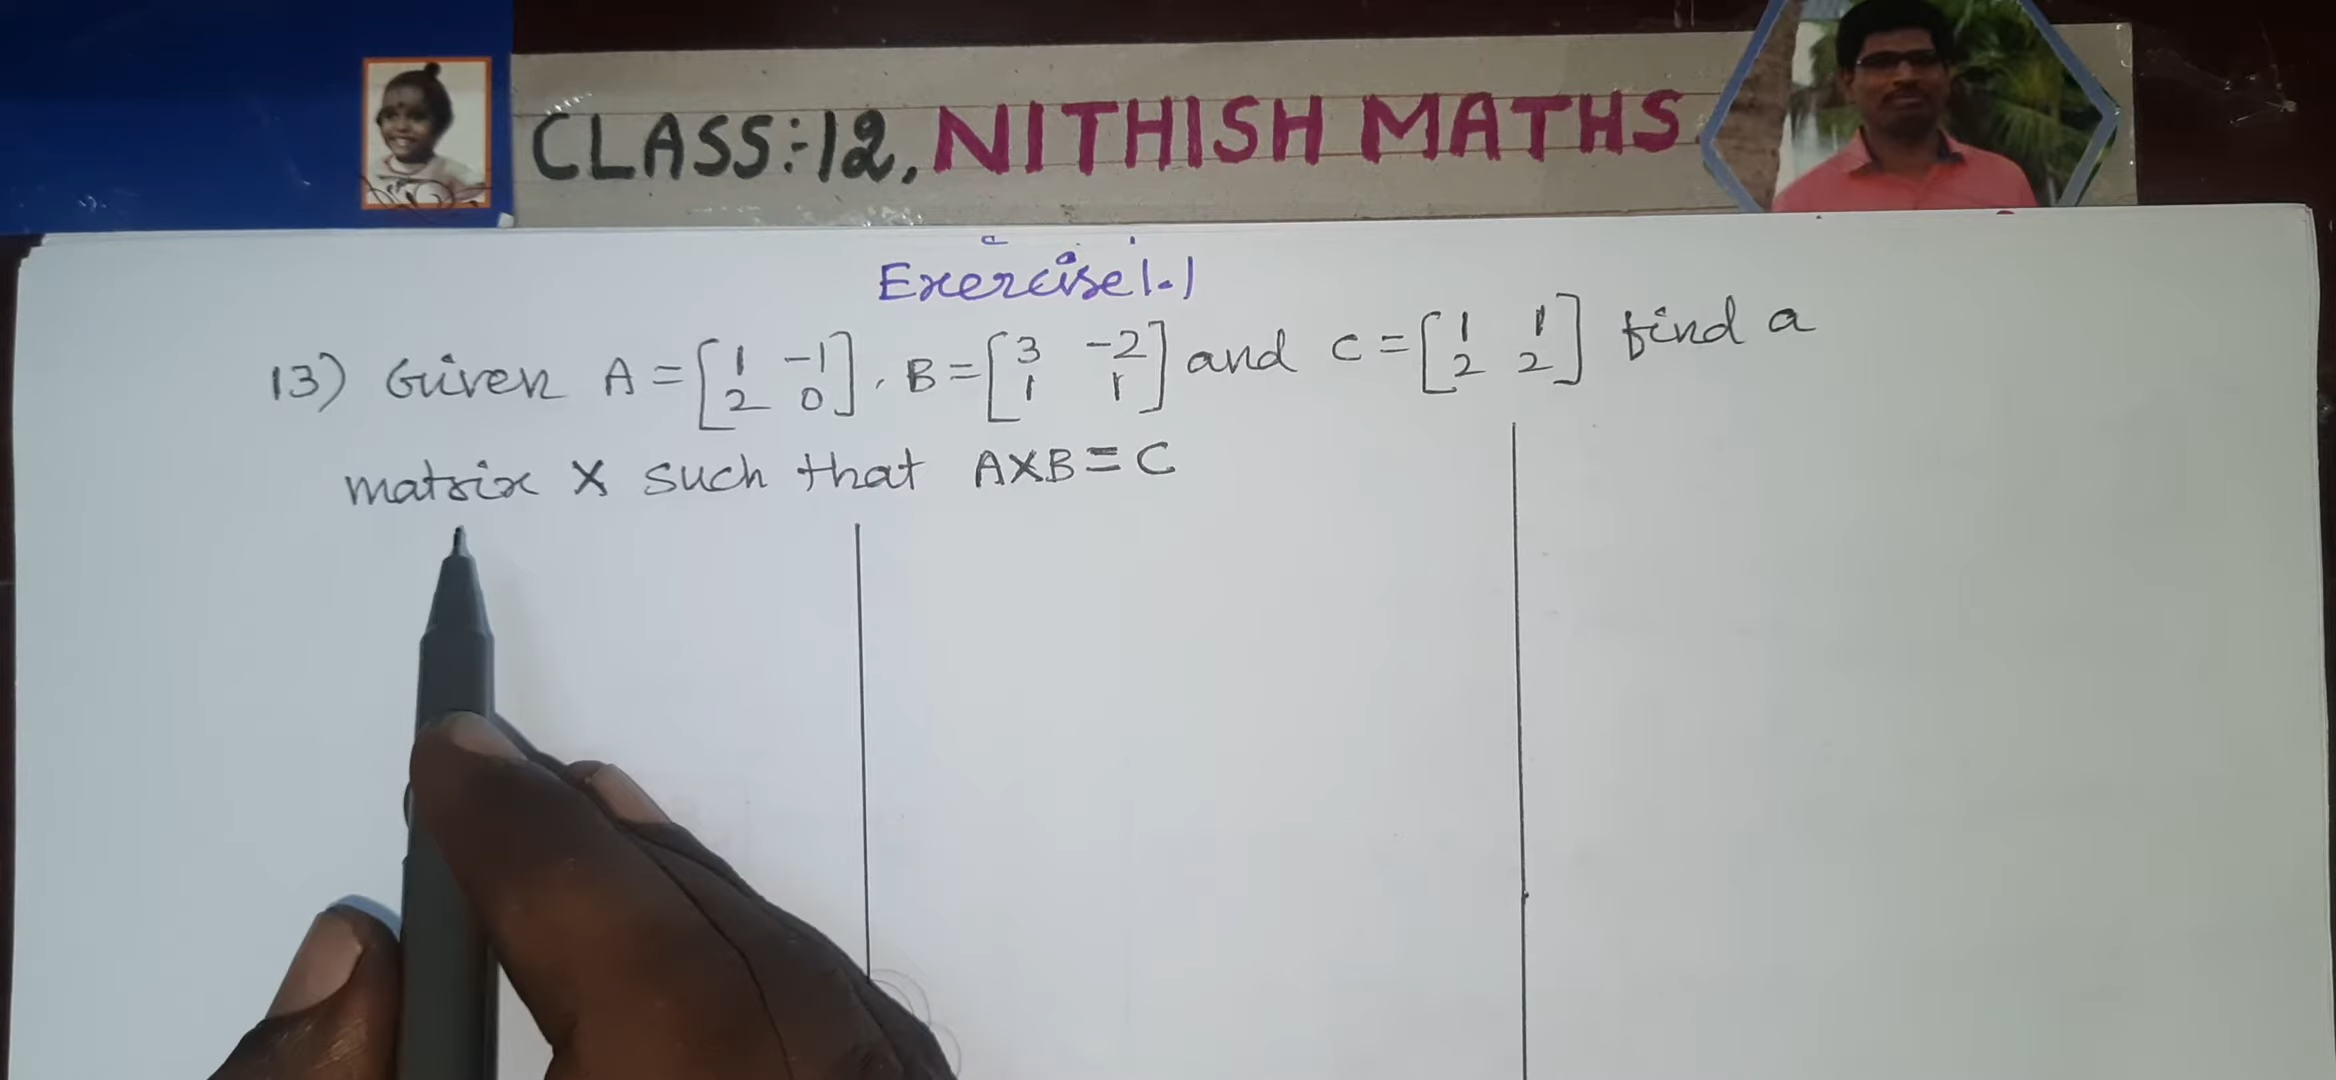 CLASS:-12, NITHISH MATHS
Exercise 1.1
13) Given A = [1 -1 2 0], B = [3 -2 1 1] and C = [1 1 2 2] find a
matrix X such that AXB = C